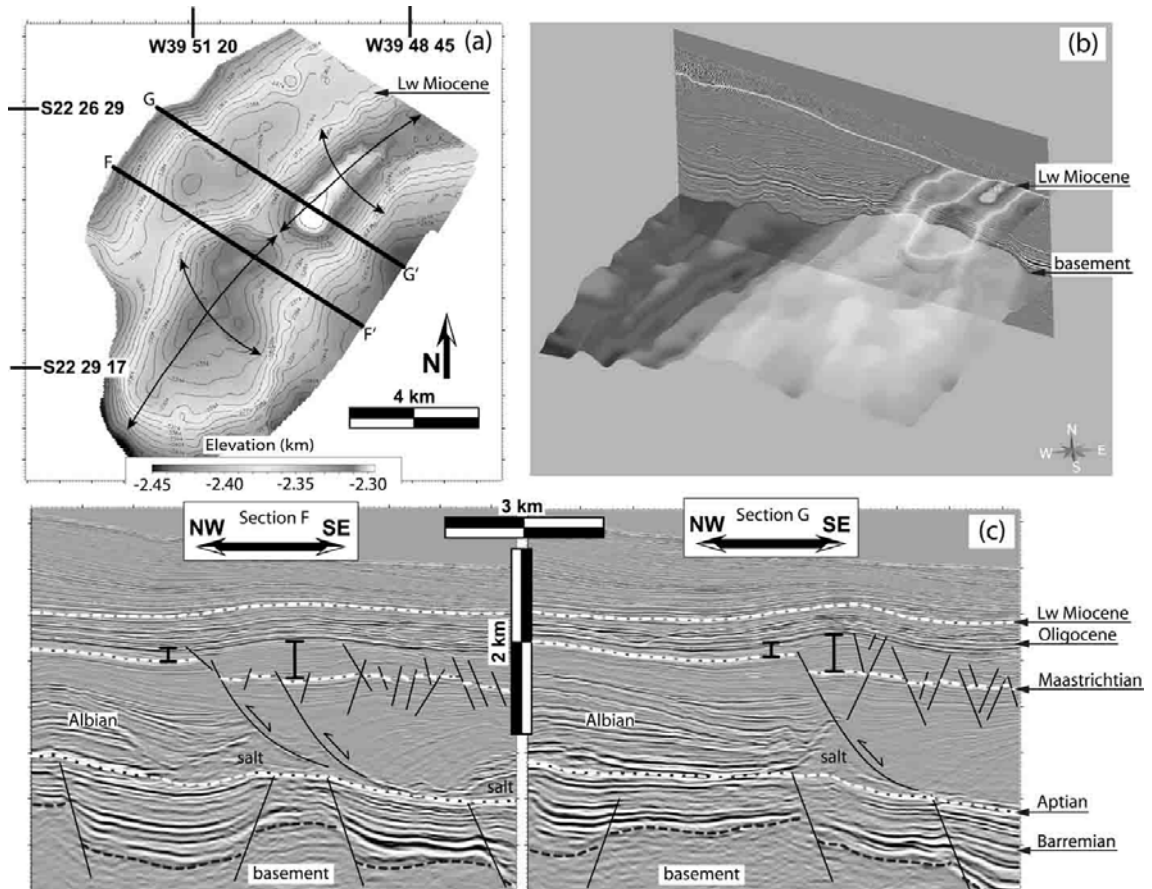 (a)
W39 51 20
W39 48 45
Lw Miocene
S22 26 29
G
F
G'
F'
S22 29 17
N
4 km
Elevation (km)
-2.45
-2.40
-2.35
-2.30
(b)
Lw Miocene
basement
N
W
E
S
(c)
3 km
2 km
Section F
NW
SE
Section G
NW
SE
Albian
salt
salt
basement
Albian
salt
basement
Lw Miocene
Oligocene
Maastrichtian
Aptian
Barremian